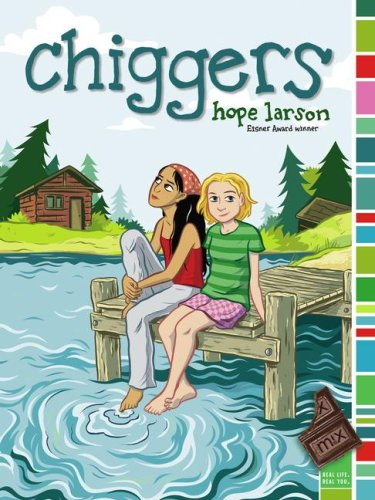 chiggers
hope larson
Eisner Award winner
mix
REAL LIFE.
REAL YOU.